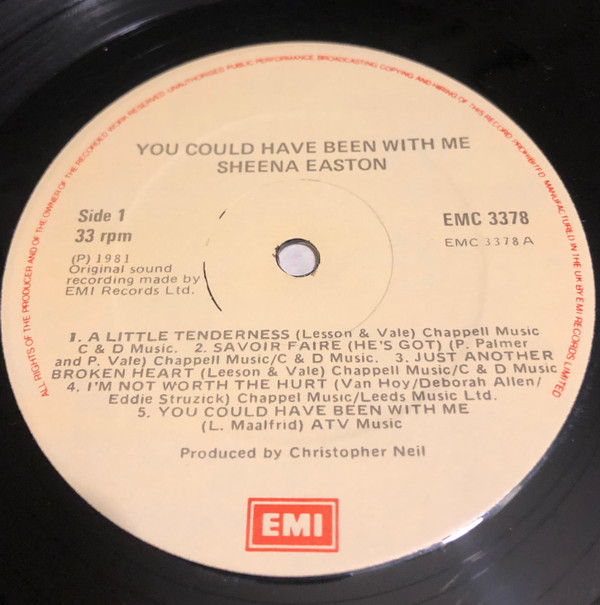 ALL RIGHTS OF THE PRODUCER AND OF THE OWNER OF THE RECORDED WORK RESERVED UNAUTHORISED PUBLIC PERFORMANCE BROADCASTING COPYING AND HIRING OF THIS RECORD PROHIBITED MANUFACTURED IN THE UK BY EMI RECORDS LIMITED
YOU COULD HAVE BEEN WITH ME
SHEENA EASTON
Side 1
33 rpm
EMC 3378
EMC 3378 A
(P) 1981
Original sound
recording made by
EMI Records Ltd.
1. A LITTLE TENDERNESS (Lesson & Vale) Chappell Music
C & D Music. 2. SAVOIR FAIRE (HE'S GOT) (P. Palmer
and P. Vale) Chappell Music/C & D Music. 3. JUST ANOTHER
BROKEN HEART (Leeson & Vale) Chappell Music/C & D Music
4. I'M NOT WORTH THE HURT (Van Hoy/Deborah Allen/
Eddie Struzick) Chappel Music/Leeds Music Ltd.
5. YOU COULD HAVE BEEN WITH ME
(L. Maalfrid) ATV Music
Produced by Christopher Neil
EMI